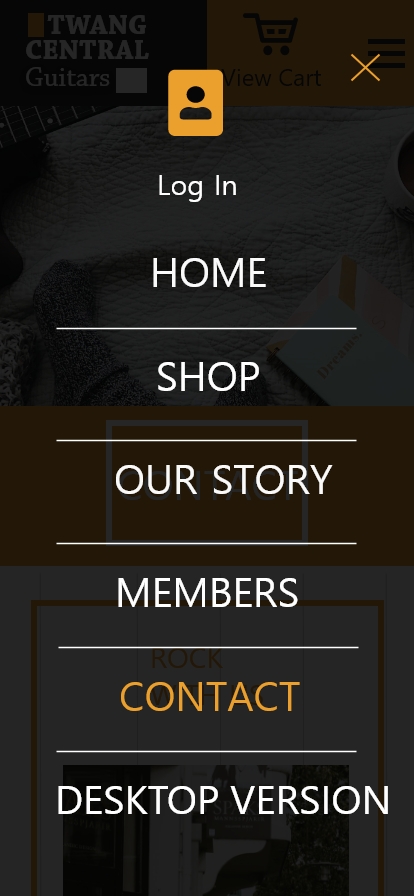 TWANG
CENTRAL
Guitars
View Cart
Log In
HOME
SHOP
OUR STORY
MEMBERS
ROCK
CONTACT
DESKTOP VERSION